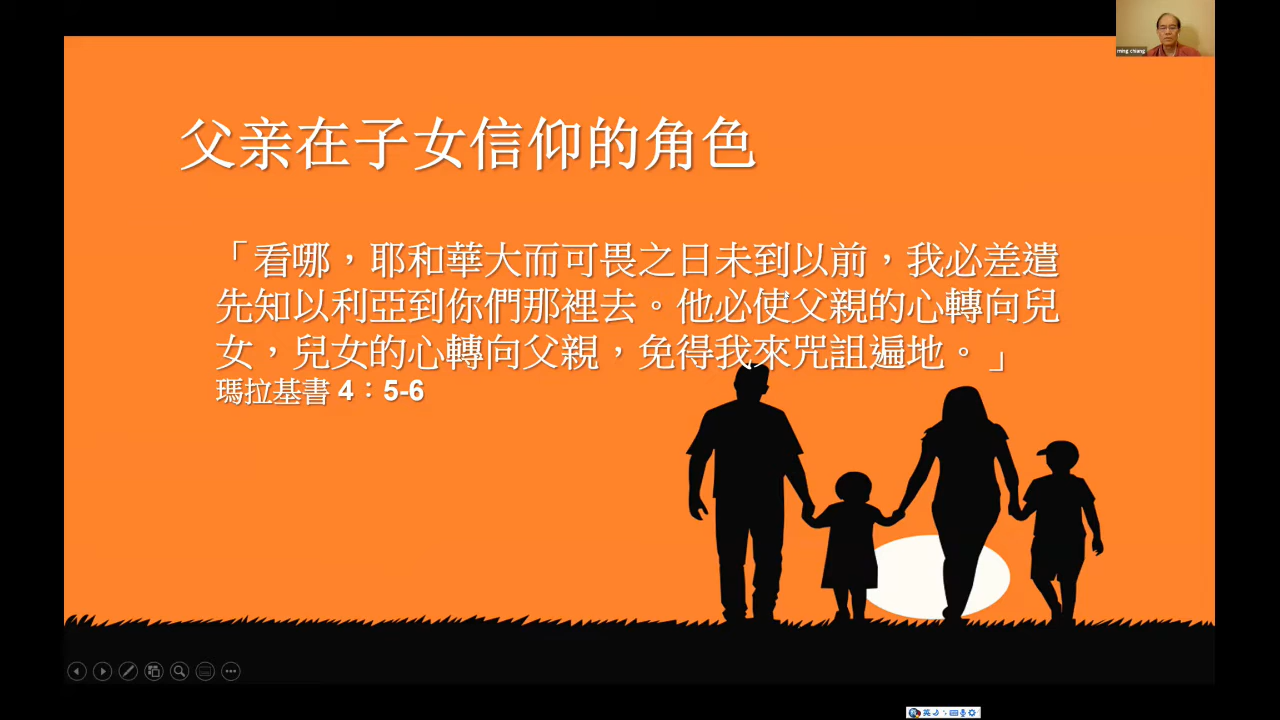 ming chiang
父亲在子女信仰的角色
「看哪，耶和華大而可畏之日未到以前，我必差遣
先知以利亞到你們那裡去。他必使父親的心轉向兒
女，兒女的心轉向父親，免得我來咒詛遍地。」
瑪拉基書 4：5-6
英